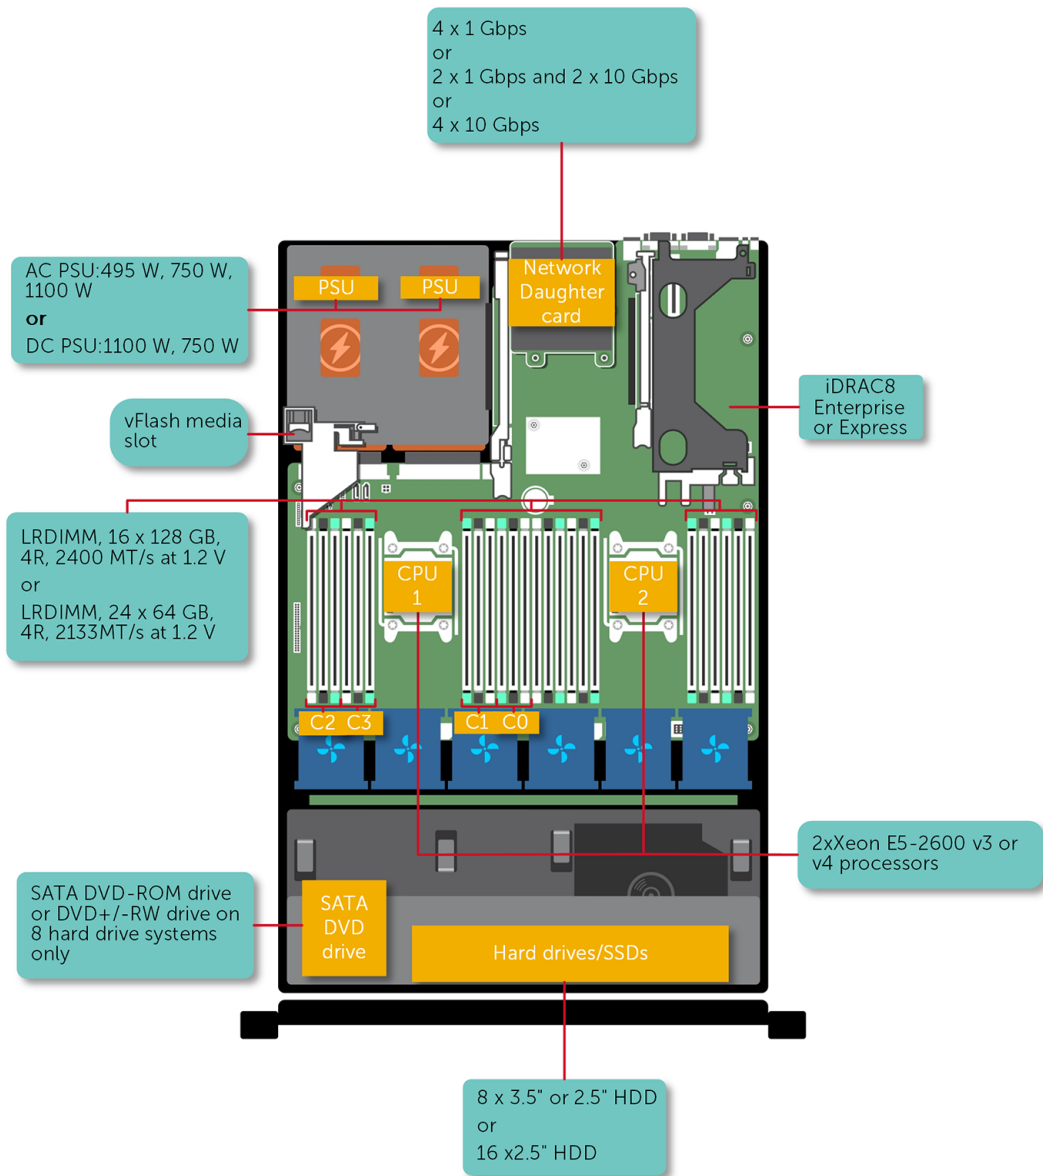 4 x 1 Gbps
or
2 x 1 Gbps and 2 x 10 Gbps
or
4 x 10 Gbps
AC PSU:495 W, 750 W,
1100 W
or
DC PSU:1100 W, 750 W
PSU
PSU
Network
Daughter
card
vFlash media
slot
iDRAC8
Enterprise
or Express
LRDIMM, 16 x 128 GB,
4R, 2400 MT/s at 1.2 V
or
LRDIMM, 24 x 64 GB,
4R, 2133MT/s at 1.2 V
CPU
1
CPU
2
C2
C3
C1
C0
2xXeon E5-2600 v3 or
v4 processors
SATA DVD-ROM drive
or DVD+/-RW drive on
8 hard drive systems
only
SATA
DVD
drive
Hard drives/SSDs
8 x 3.5" or 2.5" HDD
or
16 x2.5" HDD